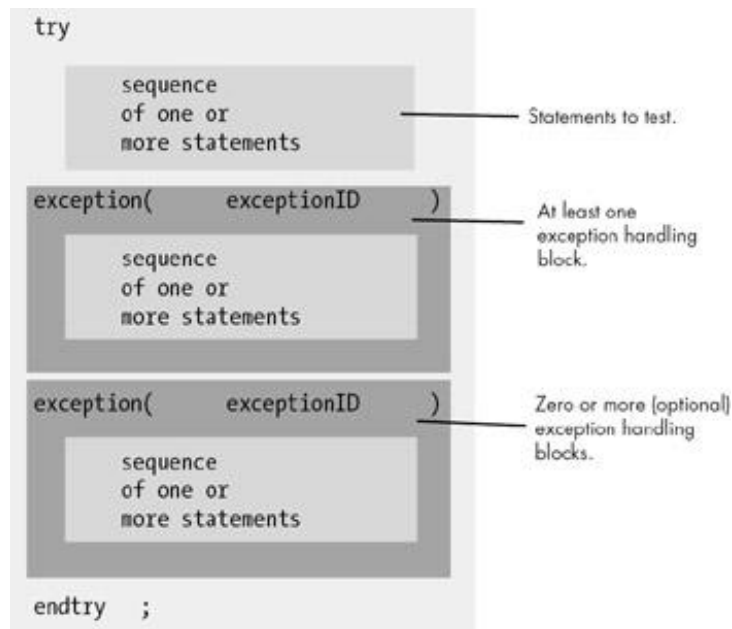 try
sequence
of one or
more statements
Statements to test.
exception( exceptionID )
At least one
exception handling
block.
sequence
of one or
more statements
exception( exceptionID )
Zero or more (optional)
exception handling
blocks.
sequence
of one or
more statements
endtry ;